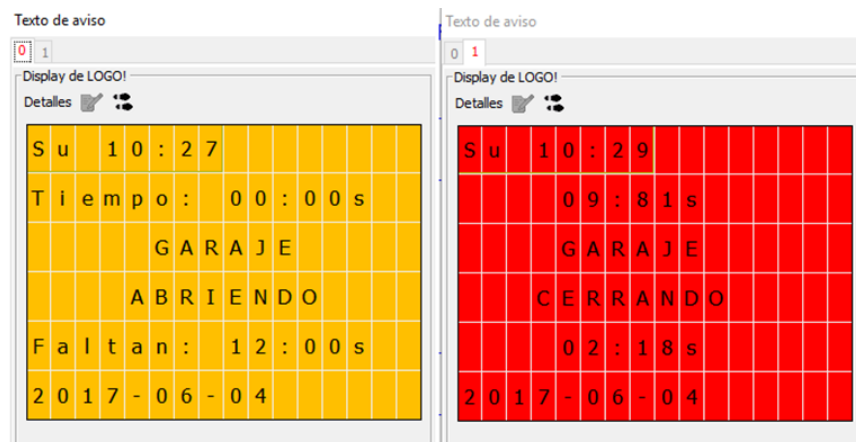 Texto de aviso
0 1
Display de LOGO!
Detalles
Su 10:27
Tiempo: 00:00s
GARAJE
ABRIENDO
Faltan: 12:00s
2017-06-04
Texto de aviso
0 1
Display de LOGO!
Detalles
Su 10:29
09:81s
GARAJE
CERRANDO
02:18s
2017-06-04